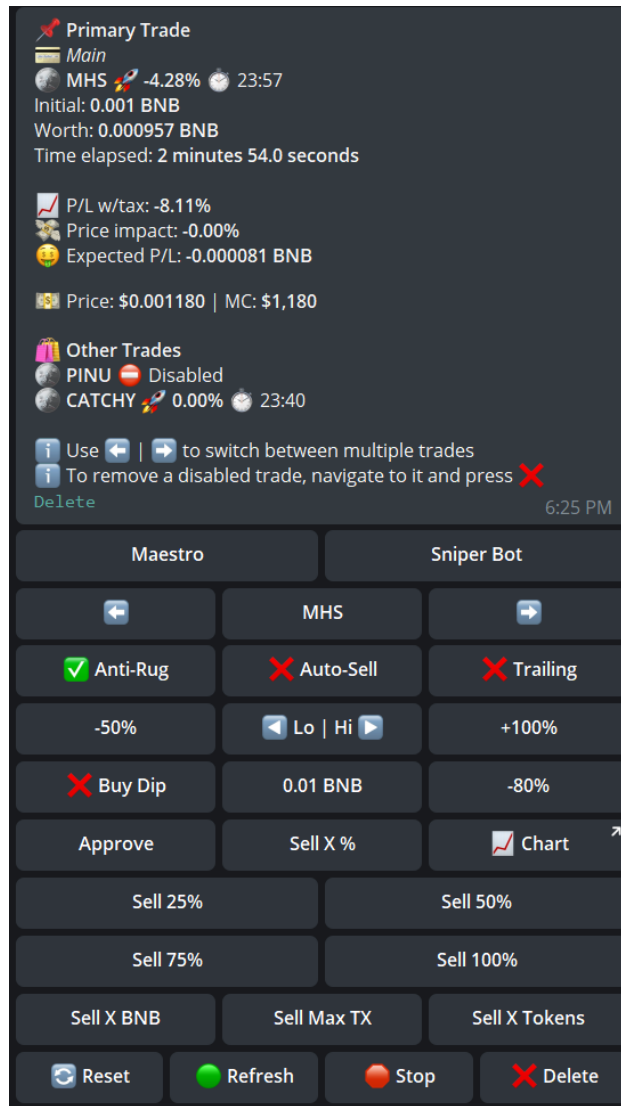 📌 Primary Trade
💳 Main
🌚 MHS 🚀 -4.28% ⏱ 23:57
Initial: 0.001 BNB
Worth: 0.000957 BNB
Time elapsed: 2 minutes 54.0 seconds
📈 P/L w/tax: -8.11%
💸 Price impact: -0.00%
🤑 Expected P/L: -0.000081 BNB
💵 Price: $0.001180 | MC: $1,180
🛍 Other Trades
🌚 PINU ⛔ Disabled
🌚 CATCHY 🚀 0.00% ⏱ 23:40
ℹ️ Use ⬅️ | ➡️ to switch between multiple trades
ℹ️ To remove a disabled trade, navigate to it and press ❌
Delete
6:25 PM
Maestro Sniper Bot
⬅️ MHS ➡️
✅ Anti-Rug ❌ Auto-Sell ❌ Trailing
-50% ◀️ Lo | Hi ▶️ +100%
❌ Buy Dip 0.01 BNB -80%
Approve Sell X % 📈 Chart
Sell 25% Sell 50%
Sell 75% Sell 100%
Sell X BNB Sell Max TX Sell X Tokens
🔄 Reset 🟢 Refresh 🛑 Stop ❌ Delete